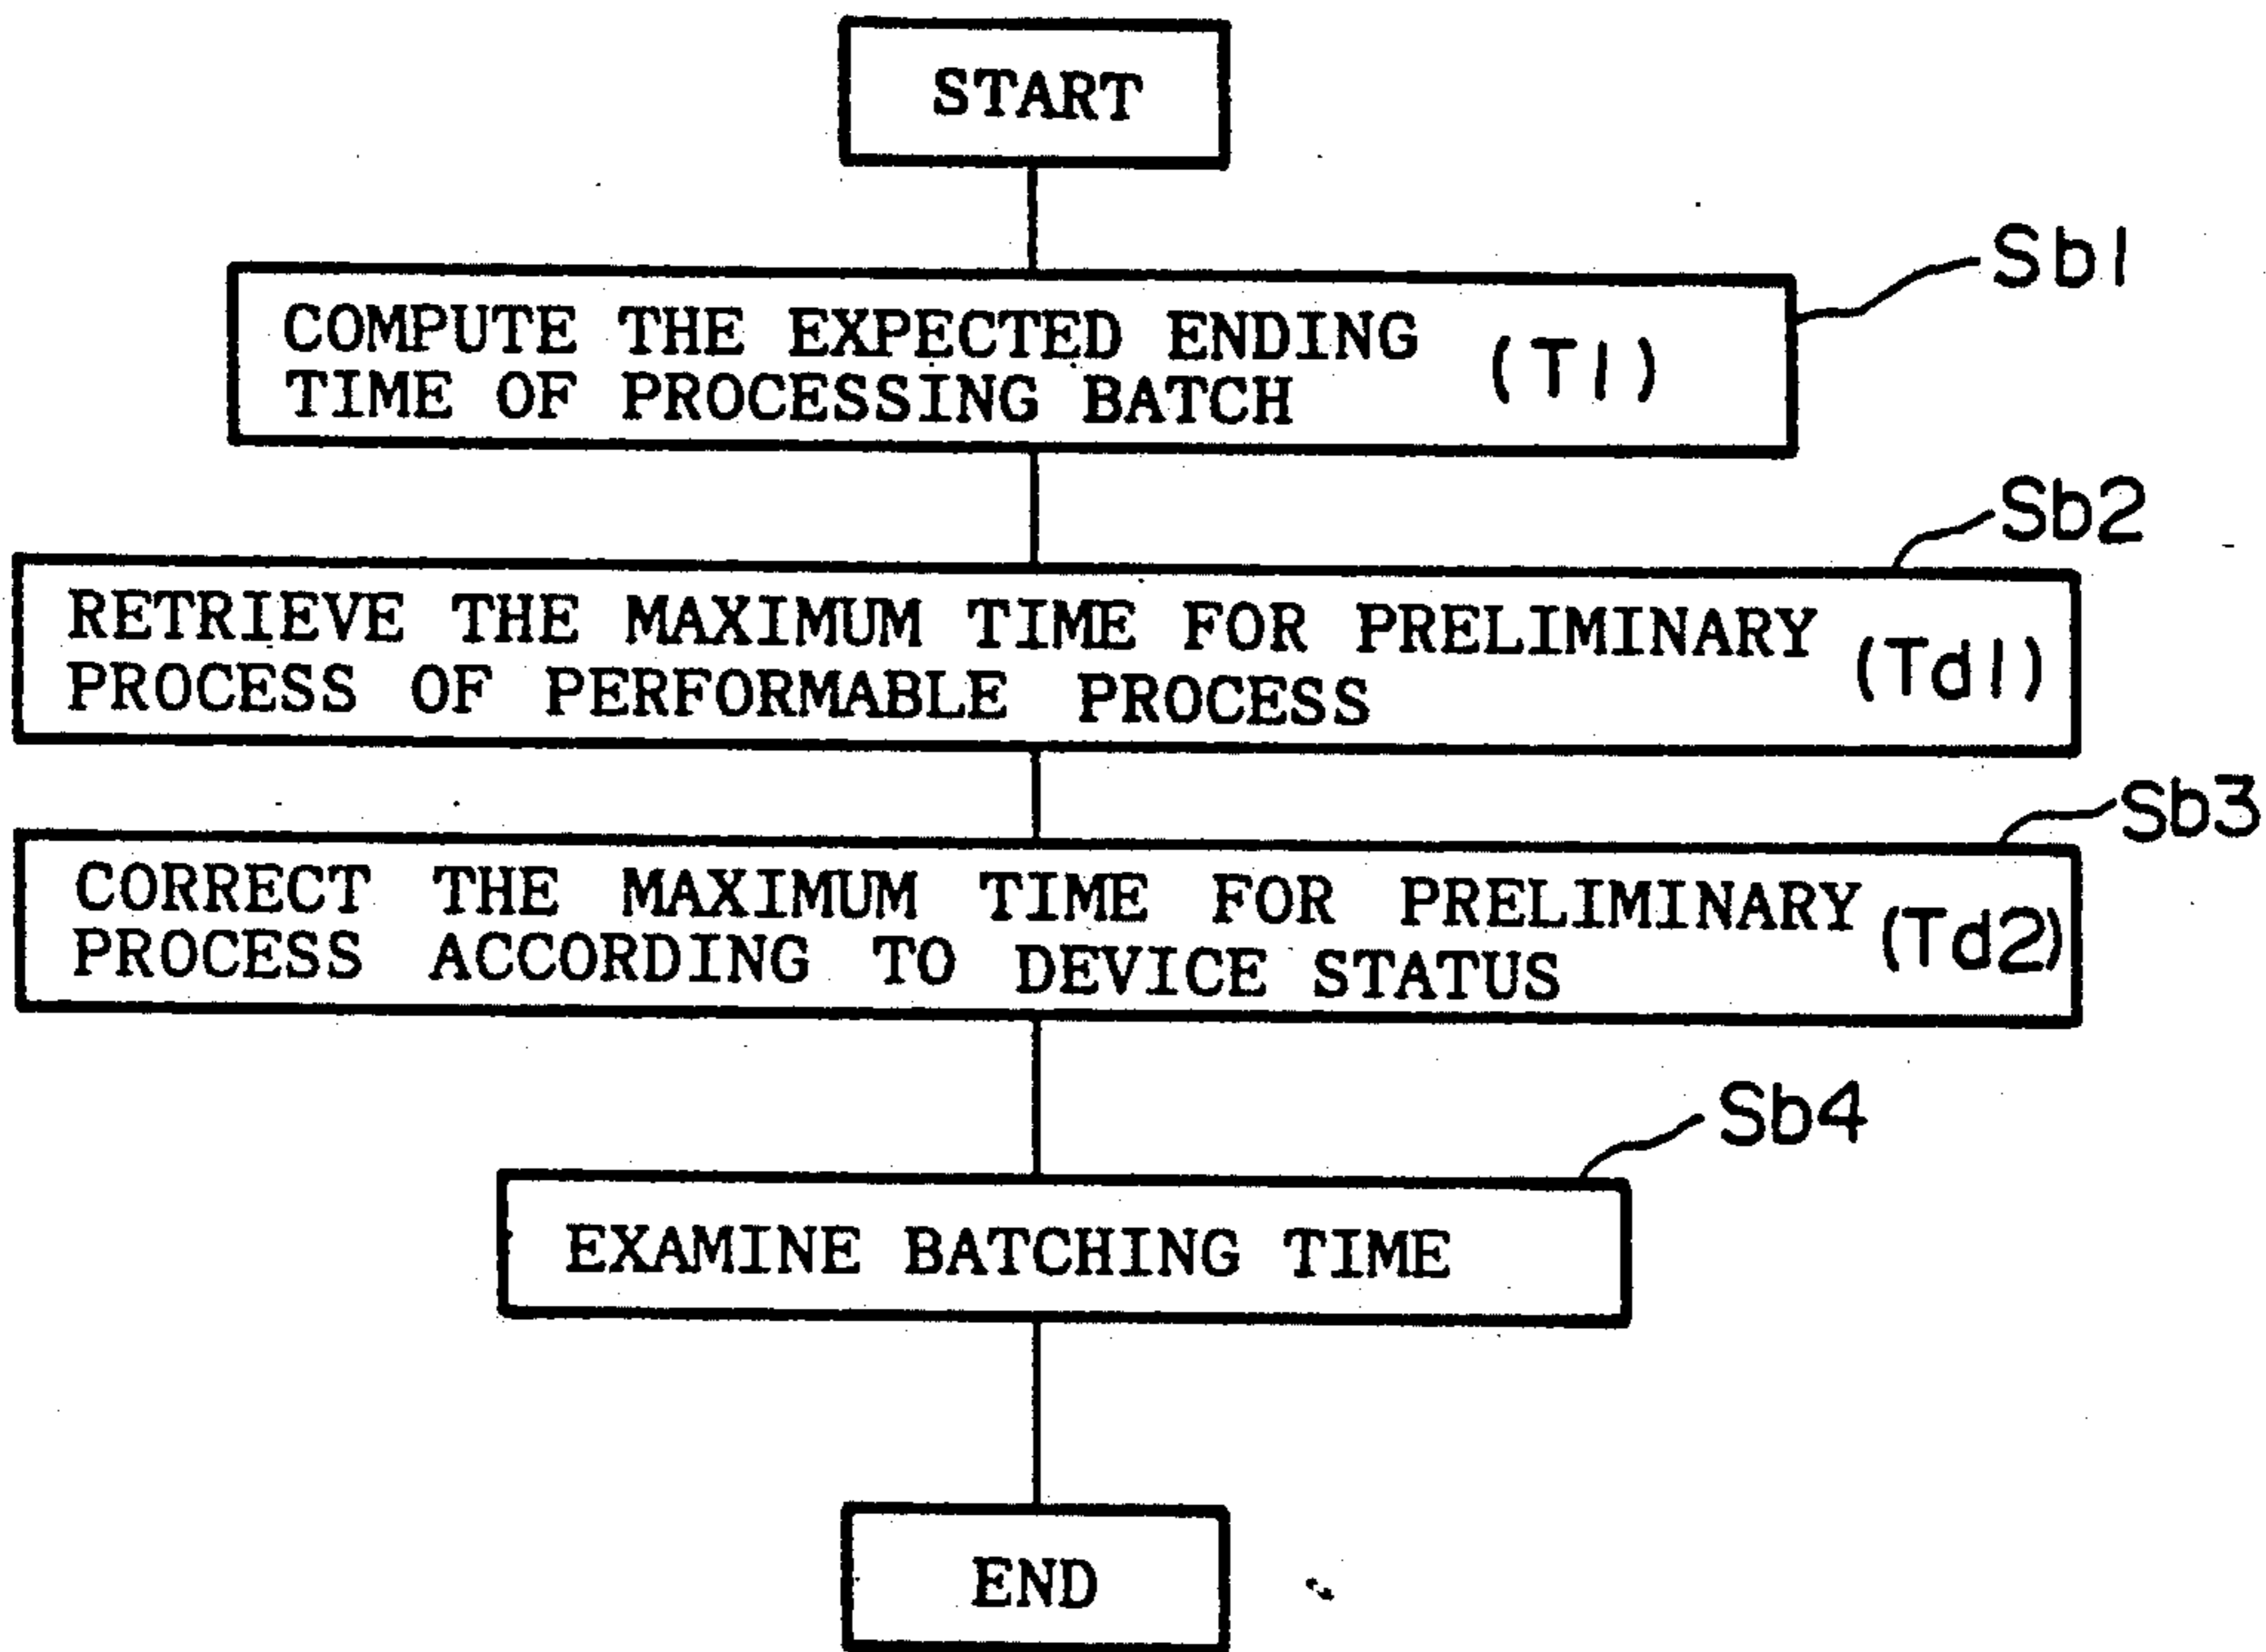 START
Sb1
COMPUTE THE EXPECTED ENDING (T1)
TIME OF PROCESSING BATCH
Sb2
RETRIEVE THE MAXIMUM TIME FOR PRELIMINARY (Td1)
PROCESS OF PERFORMABLE PROCESS
Sb3
CORRECT THE MAXIMUM TIME FOR PRELIMINARY (Td2)
PROCESS ACCORDING TO DEVICE STATUS
Sb4
EXAMINE BATCHING TIME
END